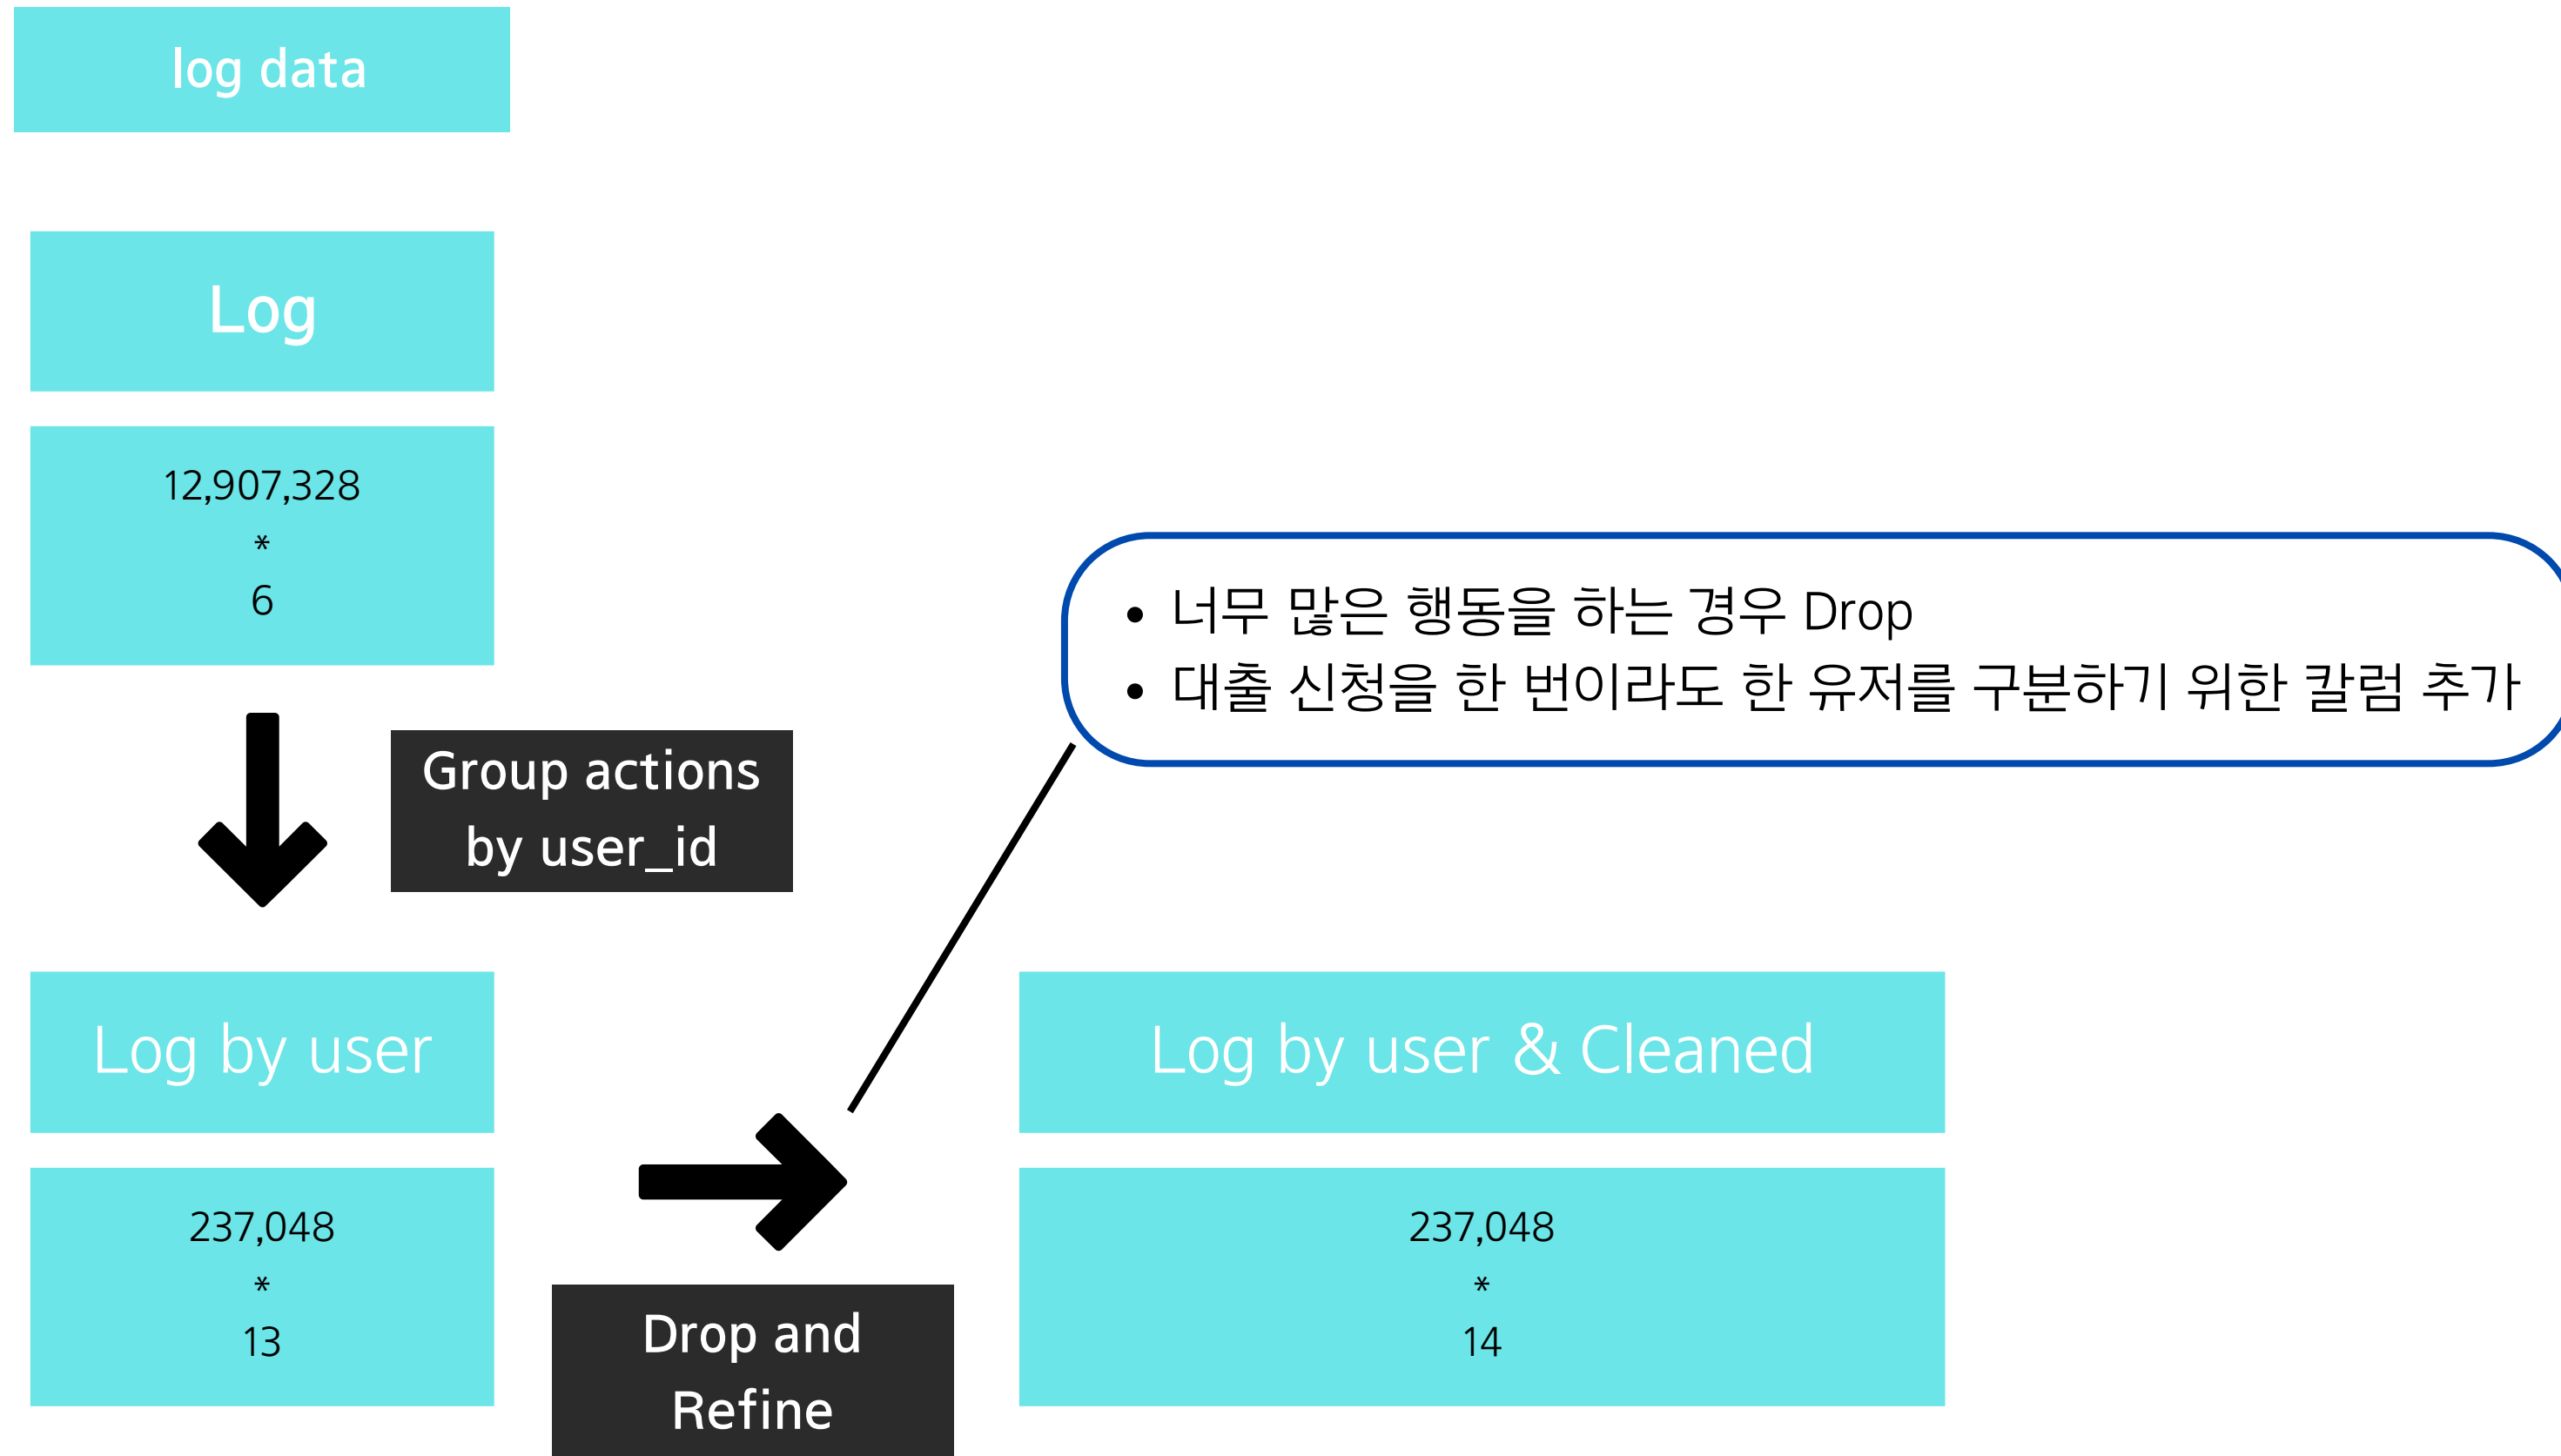 log data
Log
12,907,328
*
6
Group actions
by user_id
• 너무 많은 행동을 하는 경우 Drop
• 대출 신청을 한 번이라도 한 유저를 구분하기 위한 칼럼 추가
Log by user
237,048
*
13
Drop and
Refine
Log by user & Cleaned
237,048
*
14